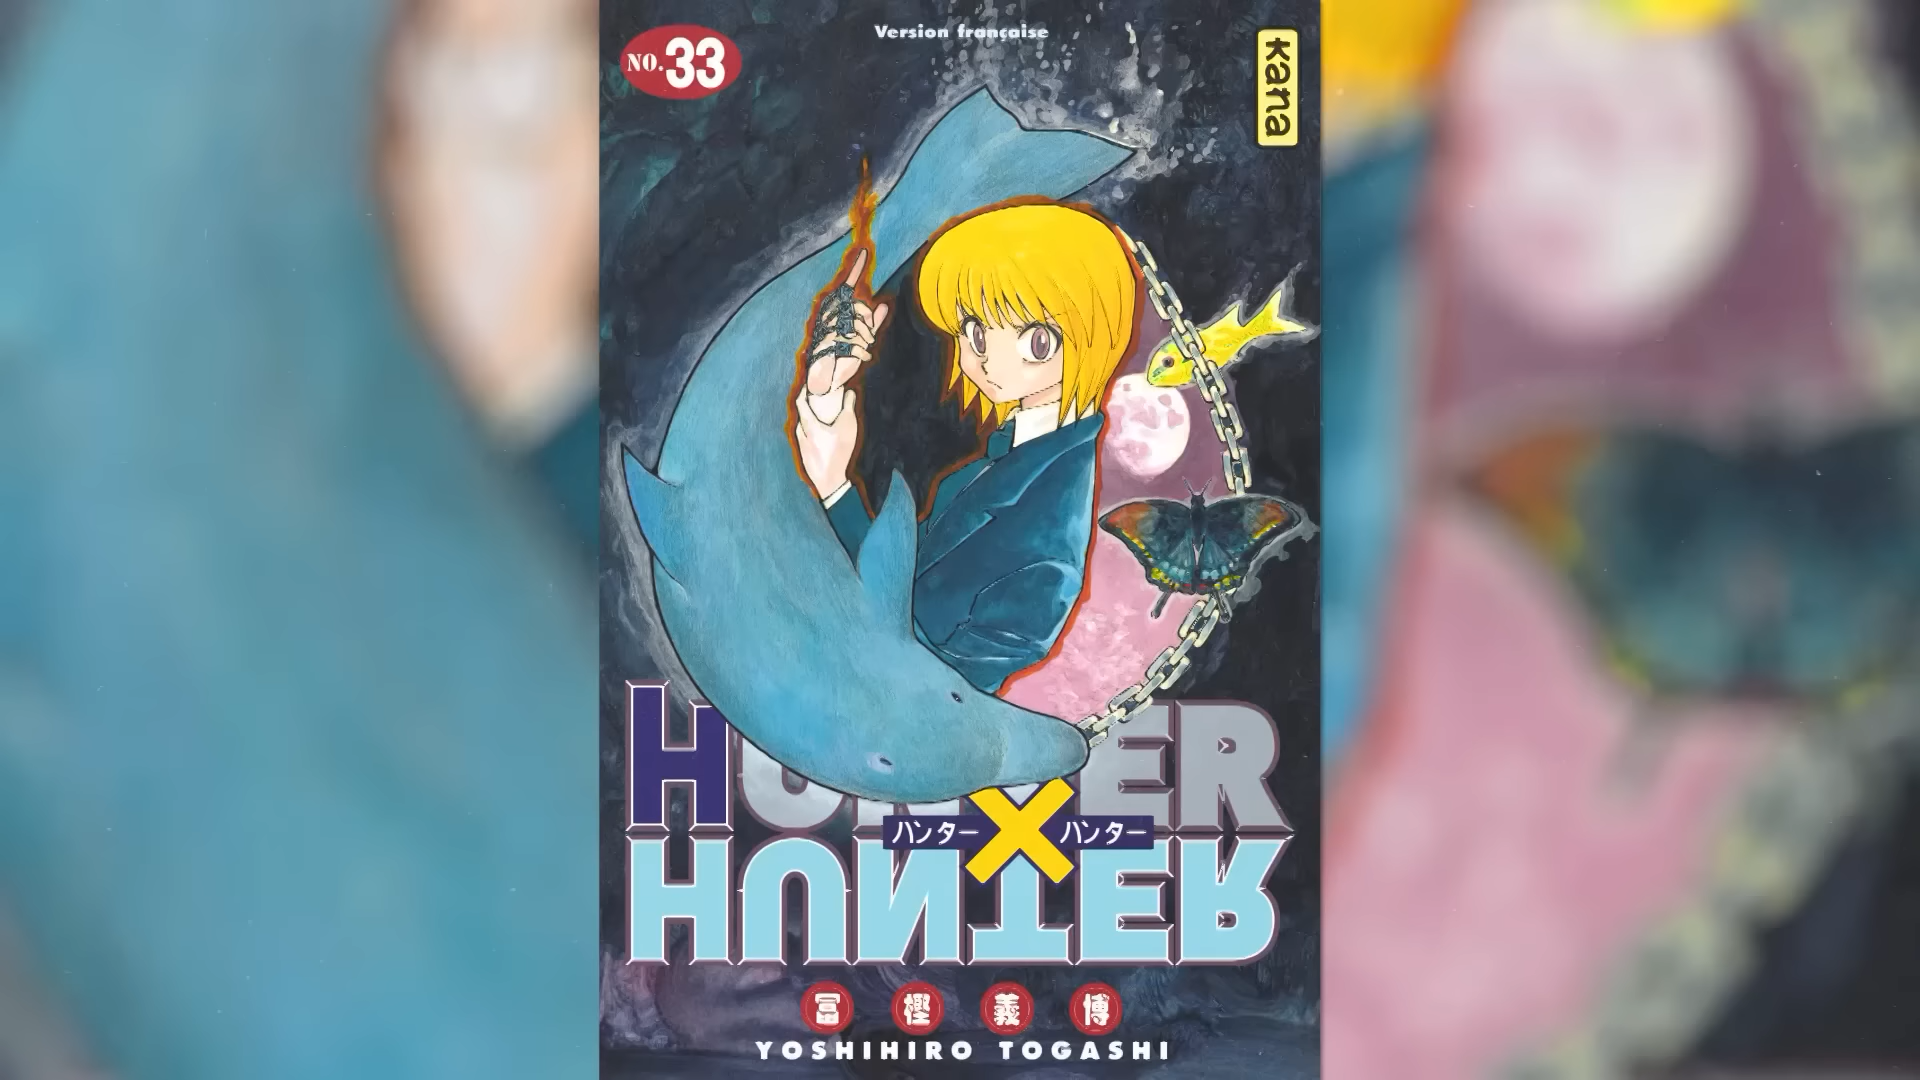 Version française
NO.33
kana
HUNTER
ハンター×ハンター
HUNTER
冨樫義博
YOSHIHIRO TOGASHI